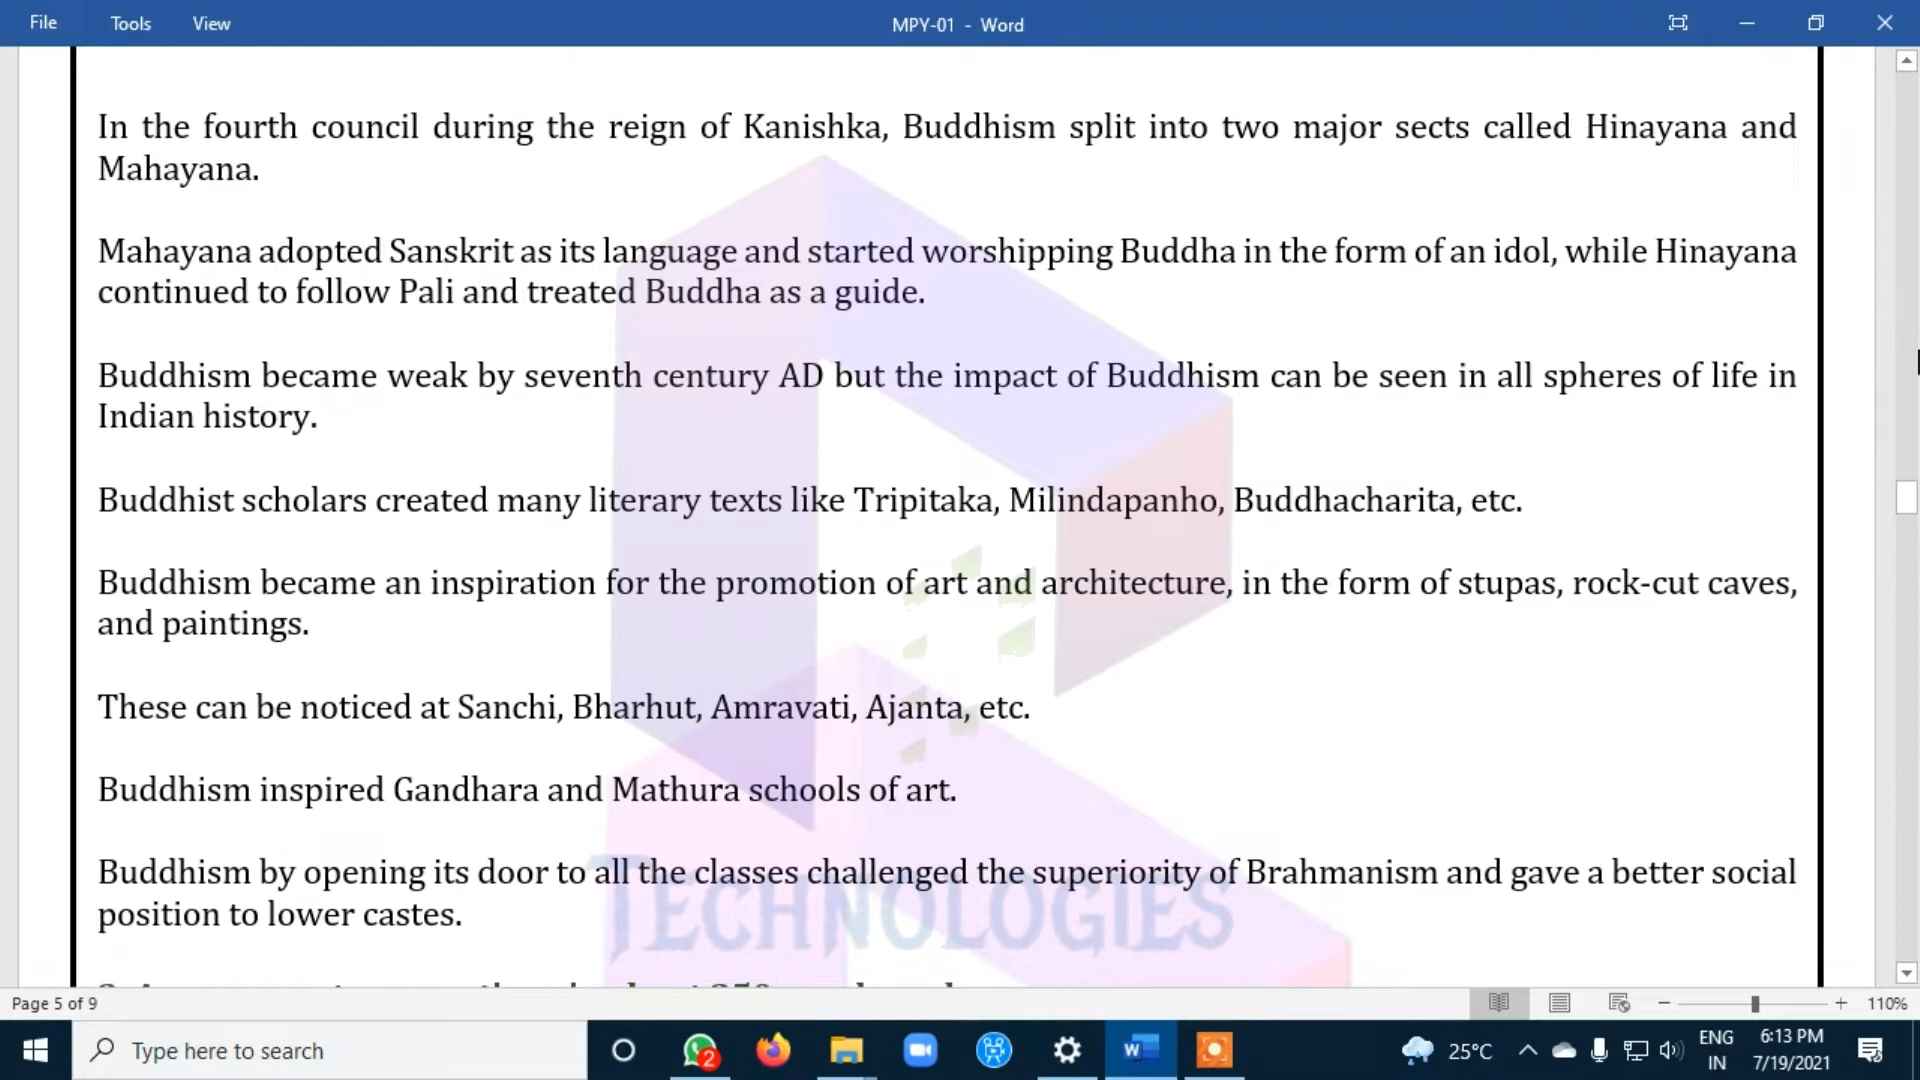 File Tools View MPY-01 - Word
In the fourth council during the reign of Kanishka, Buddhism split into two major sects called Hinayana and
Mahayana.
Mahayana adopted Sanskrit as its language and started worshipping Buddha in the form of an idol, while Hinayana
continued to follow Pali and treated Buddha as a guide.
Buddhism became weak by seventh century AD but the impact of Buddhism can be seen in all spheres of life in
Indian history.
Buddhist scholars created many literary texts like Tripitaka, Milindapanho, Buddhacharita, etc.
Buddhism became an inspiration for the promotion of art and architecture, in the form of stupas, rock-cut caves,
and paintings.
These can be noticed at Sanchi, Bharhut, Amravati, Ajanta, etc.
Buddhism inspired Gandhara and Mathura schools of art.
Buddhism by opening its door to all the classes challenged the superiority of Brahmanism and gave a better social
position to lower castes.
TECHNOLOGIES
Page 5 of 9 110%
Type here to search 2 W 25°C ENG 6:13 PM
IN 7/19/2021